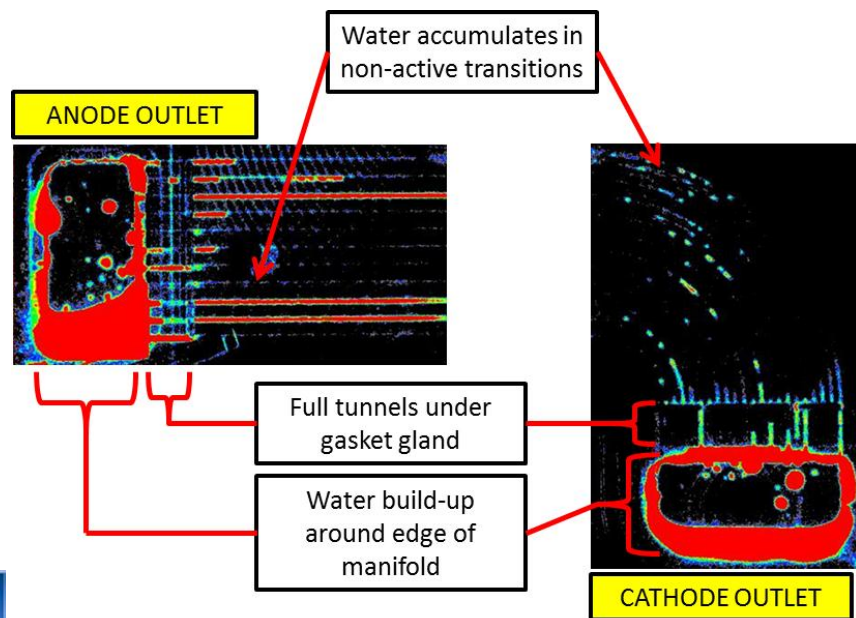 Water accumulates in
non-active transitions
ANODE OUTLET
Full tunnels under
gasket gland
Water build-up
around edge of
manifold
CATHODE OUTLET